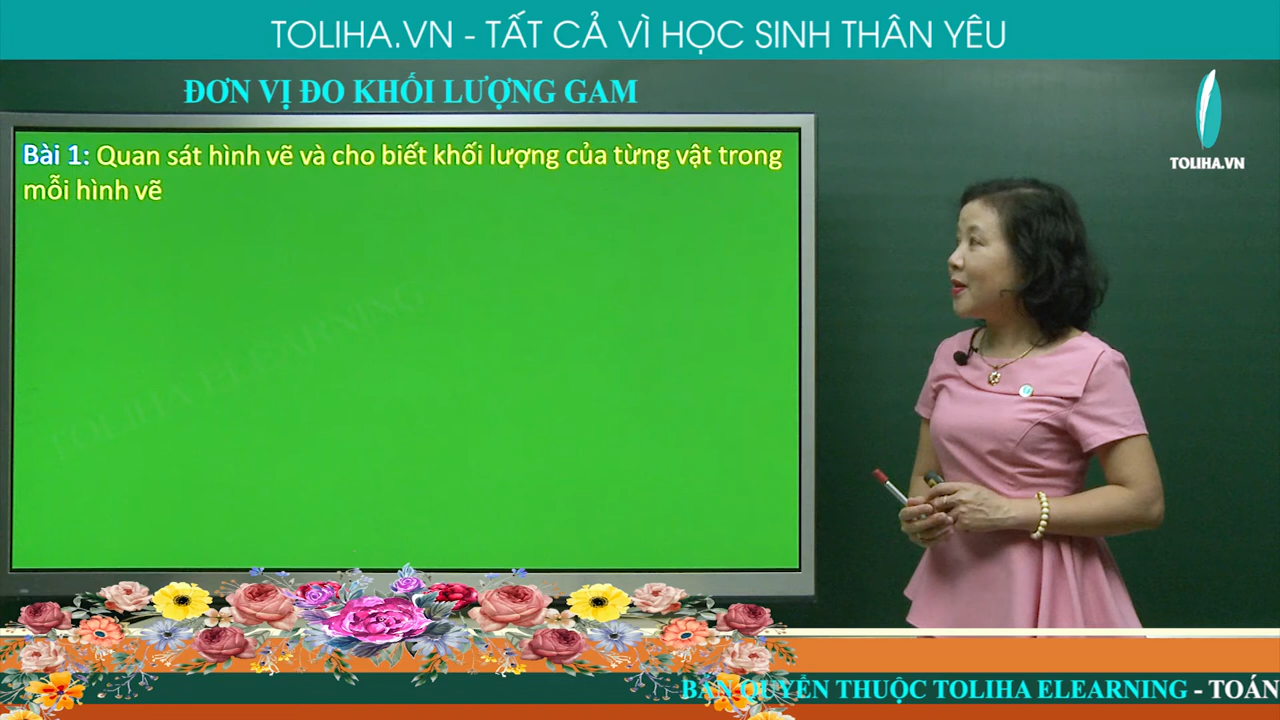 TOLIHA.VN - TẤT CẢ VÌ HỌC SINH THÂN YÊU
ĐƠN VỊ ĐO KHỐI LƯỢNG GAM
TOLIHA.VN
Bài 1: Quan sát hình vẽ và cho biết khối lượng của từng vật trong
mỗi hình vẽ
TOLIHA ELEARNING
BẢN QUYỀN THUỘC TOLIHA ELEARNING - TOÁN